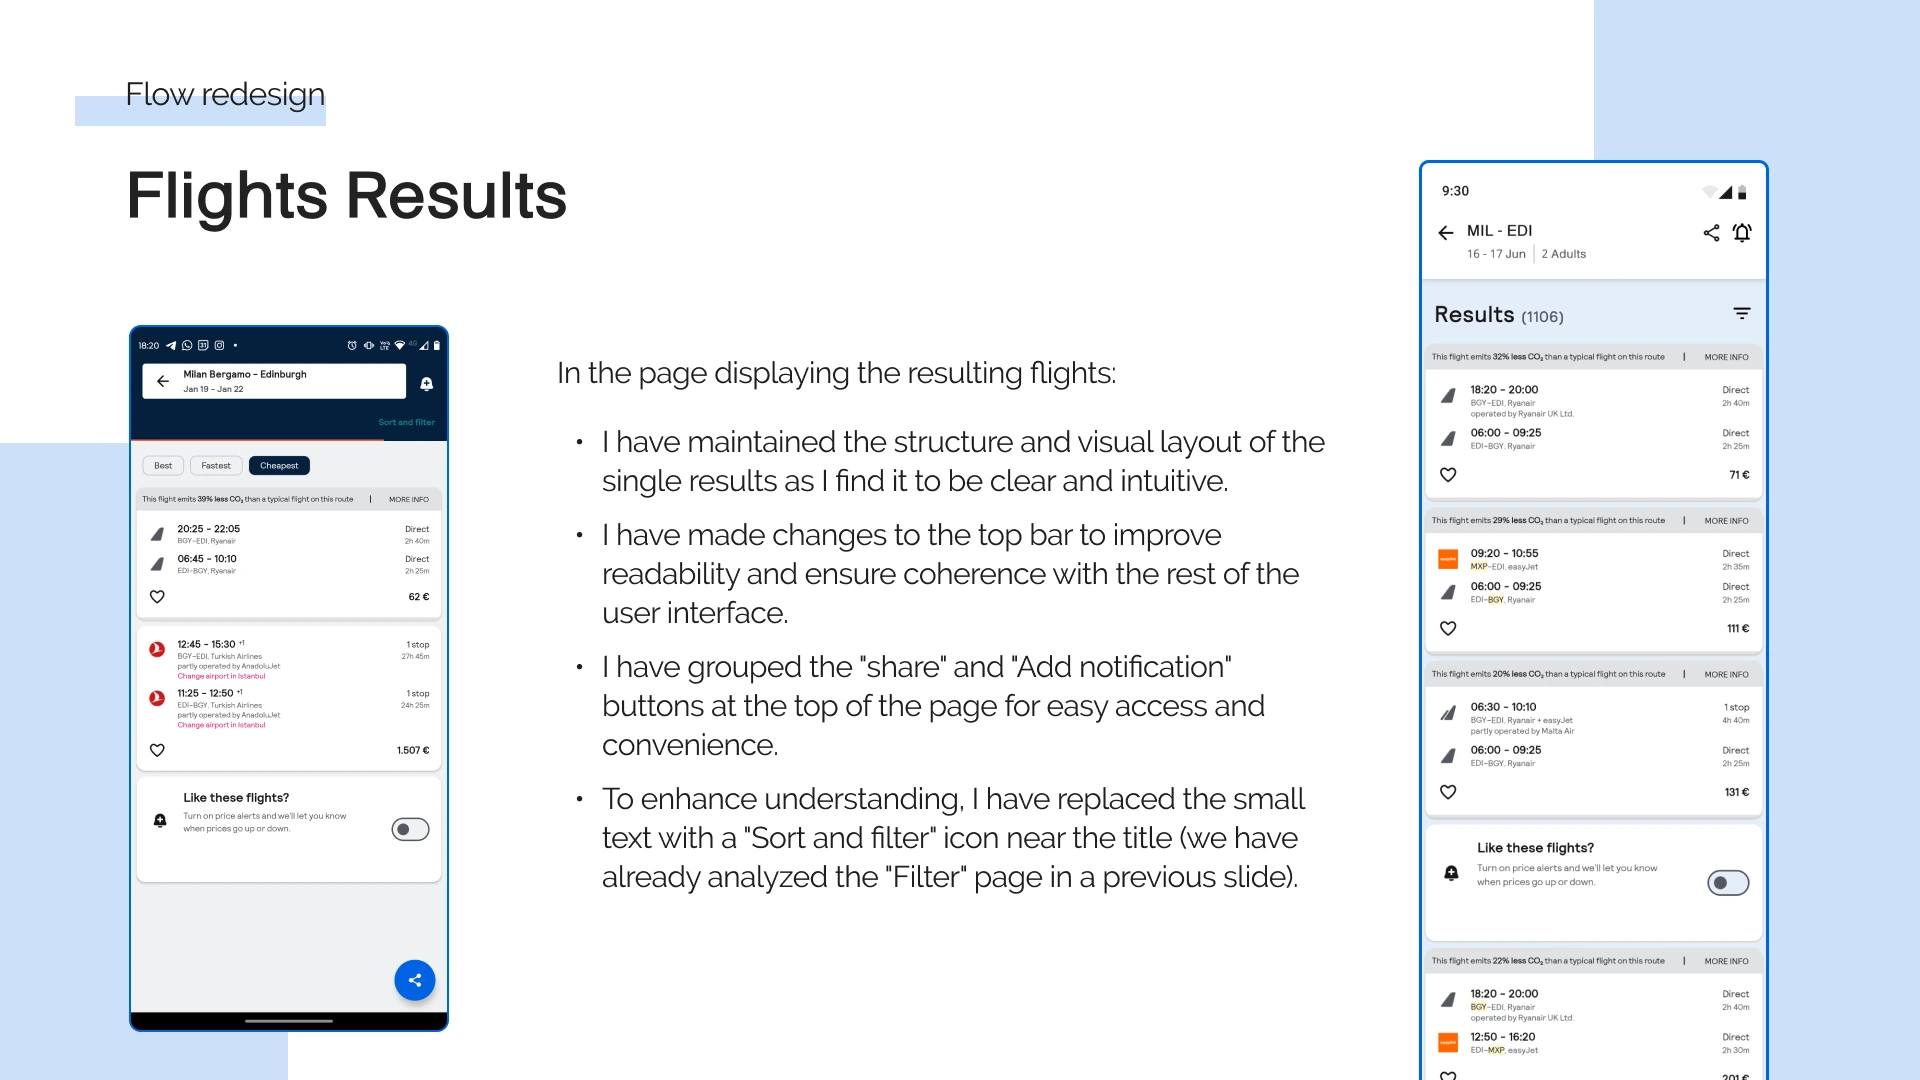 Flow redesign
Flights Results
18:20
31
VoLTE
4G
Milan Bergamo – Edinburgh
Jan 19 – Jan 22
Sort and filter
Best
Fastest
Cheapest
This flight emits 39% less CO₂ than a typical flight on this route | MORE INFO
20:25 – 22:05
Direct
BGY–EDI, Ryanair
2h 40m
06:45 – 10:10
Direct
EDI–BGY, Ryanair
2h 25m
62 €
12:45 – 15:30 +1
1 stop
BGY–EDI, Turkish Airlines
27h 45m
partly operated by AnadoluJet
Change airport in Istanbul
11:25 – 12:50 +1
1 stop
EDI–BGY, Turkish Airlines
24h 25m
partly operated by AnadoluJet
Change airport in Istanbul
1.507 €
Like these flights?
Turn on price alerts and we'll let you know
when prices go up or down.
In the page displaying the resulting flights:
• I have maintained the structure and visual layout of the
single results as I find it to be clear and intuitive.
• I have made changes to the top bar to improve
readability and ensure coherence with the rest of the
user interface.
• I have grouped the "share" and "Add notification"
buttons at the top of the page for easy access and
convenience.
• To enhance understanding, I have replaced the small
text with a "Sort and filter" icon near the title (we have
already analyzed the "Filter" page in a previous slide).
9:30
MIL - EDI
16 - 17 Jun | 2 Adults
Results (1106)
This flight emits 32% less CO₂ than a typical flight on this route | MORE INFO
18:20 – 20:00
Direct
BGY–EDI, Ryanair
2h 40m
operated by Ryanair UK Ltd.
06:00 – 09:25
Direct
EDI–BGY, Ryanair
2h 25m
71 €
This flight emits 29% less CO₂ than a typical flight on this route | MORE INFO
09:20 – 10:55
Direct
MXP–EDI, easyJet
2h 35m
06:00 – 09:25
Direct
EDI–BGY, Ryanair
2h 25m
111 €
This flight emits 20% less CO₂ than a typical flight on this route | MORE INFO
06:30 – 10:10
1 stop
BGY–EDI, Ryanair + easyJet
4h 40m
partly operated by Malta Air
06:00 – 09:25
Direct
EDI–BGY, Ryanair
2h 25m
131 €
Like these flights?
Turn on price alerts and we'll let you know
when prices go up or down.
This flight emits 22% less CO₂ than a typical flight on this route | MORE INFO
18:20 – 20:00
Direct
BGY–EDI, Ryanair
2h 40m
operated by Ryanair UK Ltd.
12:50 – 16:20
Direct
EDI–MXP, easyJet
2h 30m
201 €